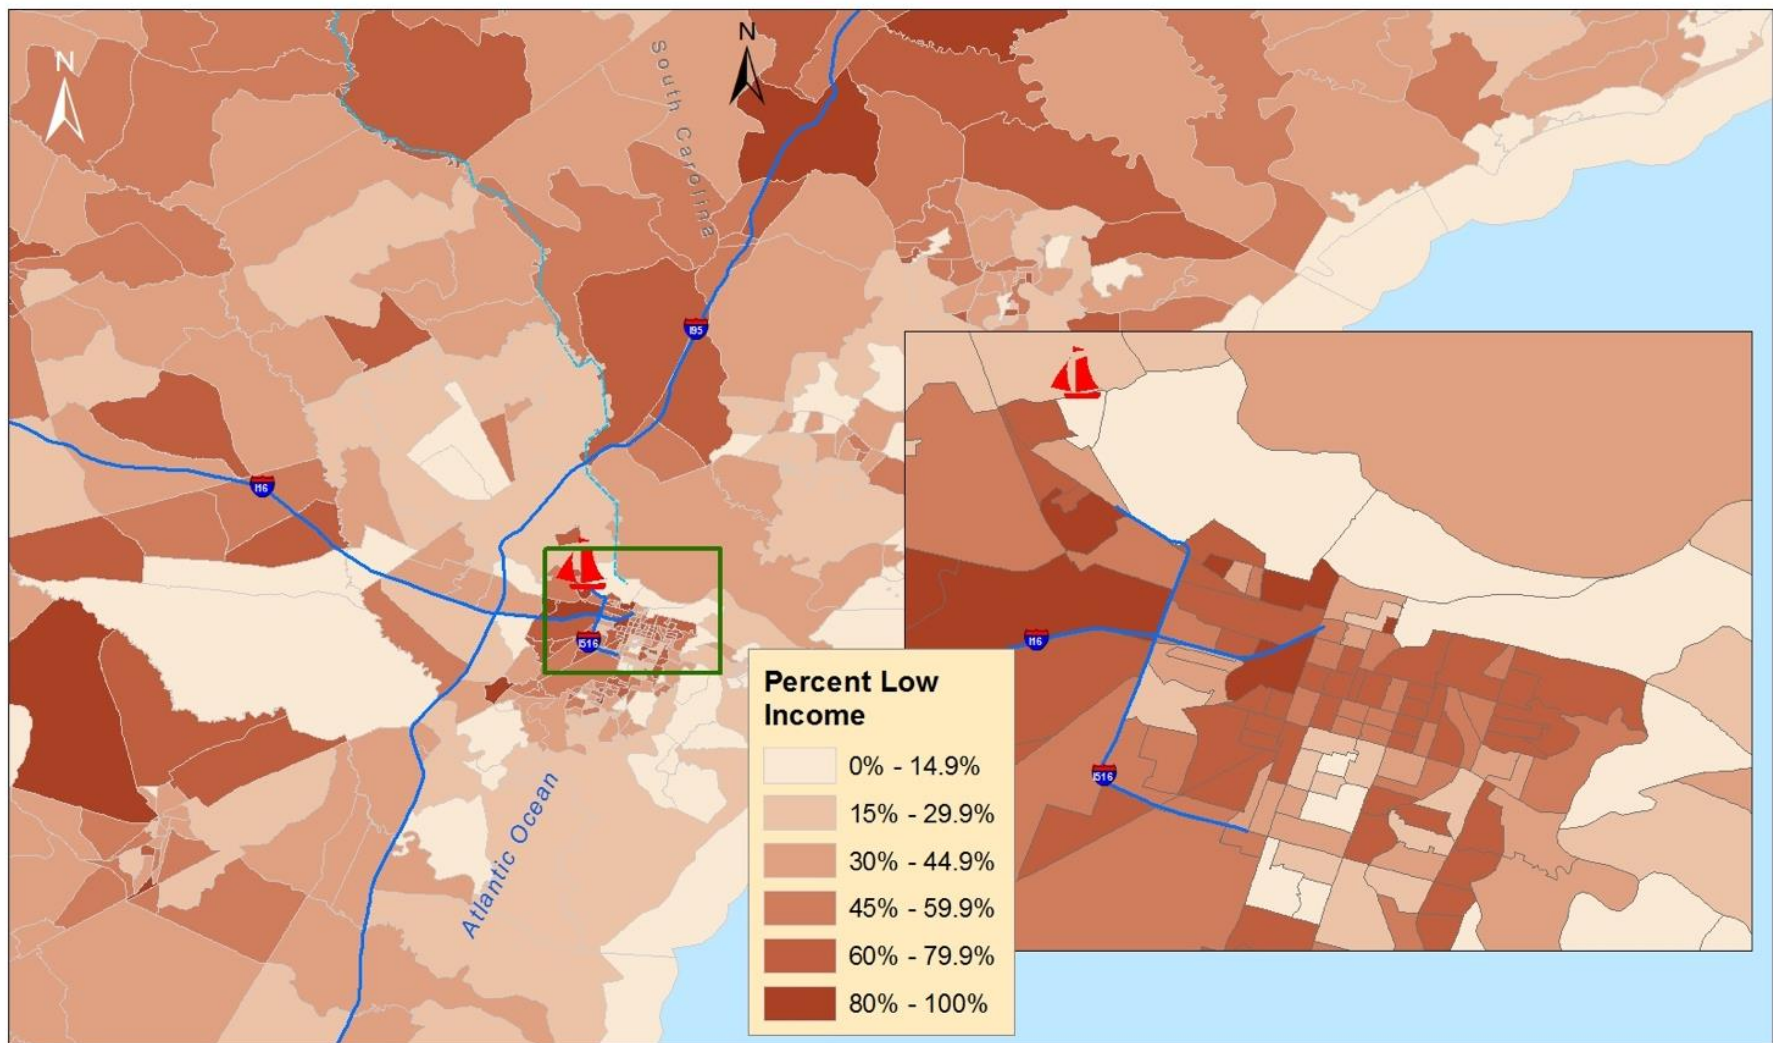 N
N
South Carolina
I95
I16
I516
I16
I516
Atlantic Ocean
Percent Low
Income
0% - 14.9%
15% - 29.9%
30% - 44.9%
45% - 59.9%
60% - 79.9%
80% - 100%